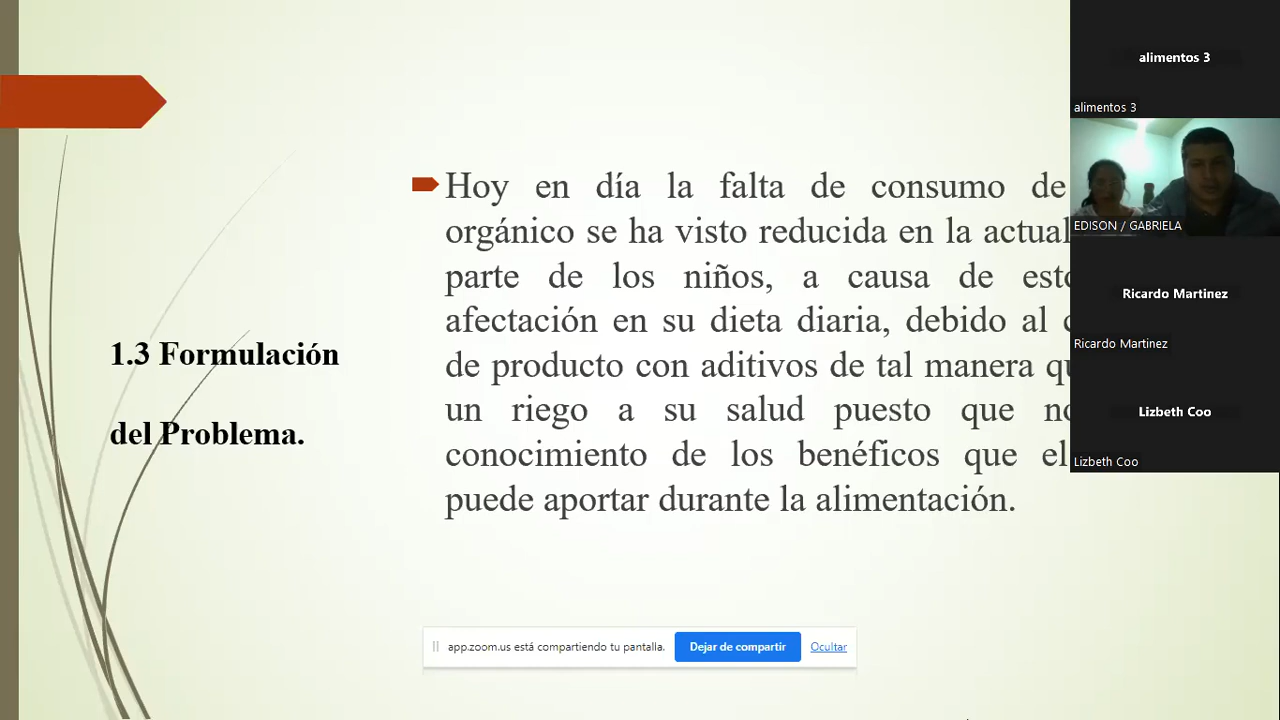 1.3 Formulación
del Problema.
Hoy en día la falta de consumo de
orgánico se ha visto reducida en la actual
parte de los niños, a causa de esto
afectación en su dieta diaria, debido al
de producto con aditivos de tal manera
un riego a su salud puesto que
conocimiento de los benéficos que el
puede aportar durante la alimentación.
alimentos 3
alimentos 3
EDISON / GABRIELA
Ricardo Martinez
Ricardo Martinez
Lizbeth Coo
Lizbeth Coo
app.zoom.us está compartiendo tu pantalla.
Dejar de compartir
Ocultar